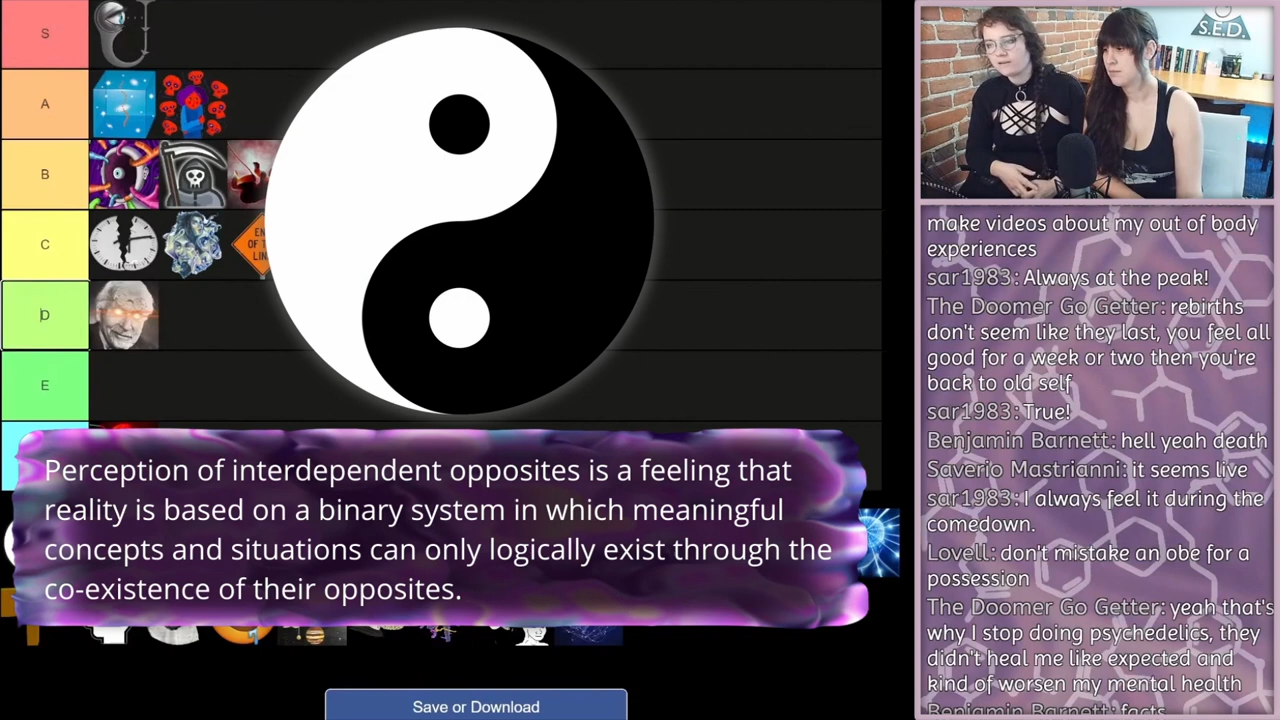 S
A
B
C
D
E
EN
OF T
LIN
Perception of interdependent opposites is a feeling that
reality is based on a binary system in which meaningful
concepts and situations can only logically exist through the
co-existence of their opposites.
Save or Download
S.E.D.
make videos about my out of body
experiences
sar1983: Always at the peak!
The Doomer Go Getter: rebirths
don't seem like they last, you feel all
good for a week or two then you're
back to old self
sar1983: True!
Benjamin Barnett: hell yeah death
Saverio Mastrianni: it seems live
sar1983: I always feel it during the
comedown.
Lovell: don't mistake an obe for a
possession
The Doomer Go Getter: yeah that's
why I stop doing psychedelics, they
didn't heal me like expected and
kind of worsen my mental health
Benjamin Barnett: facts